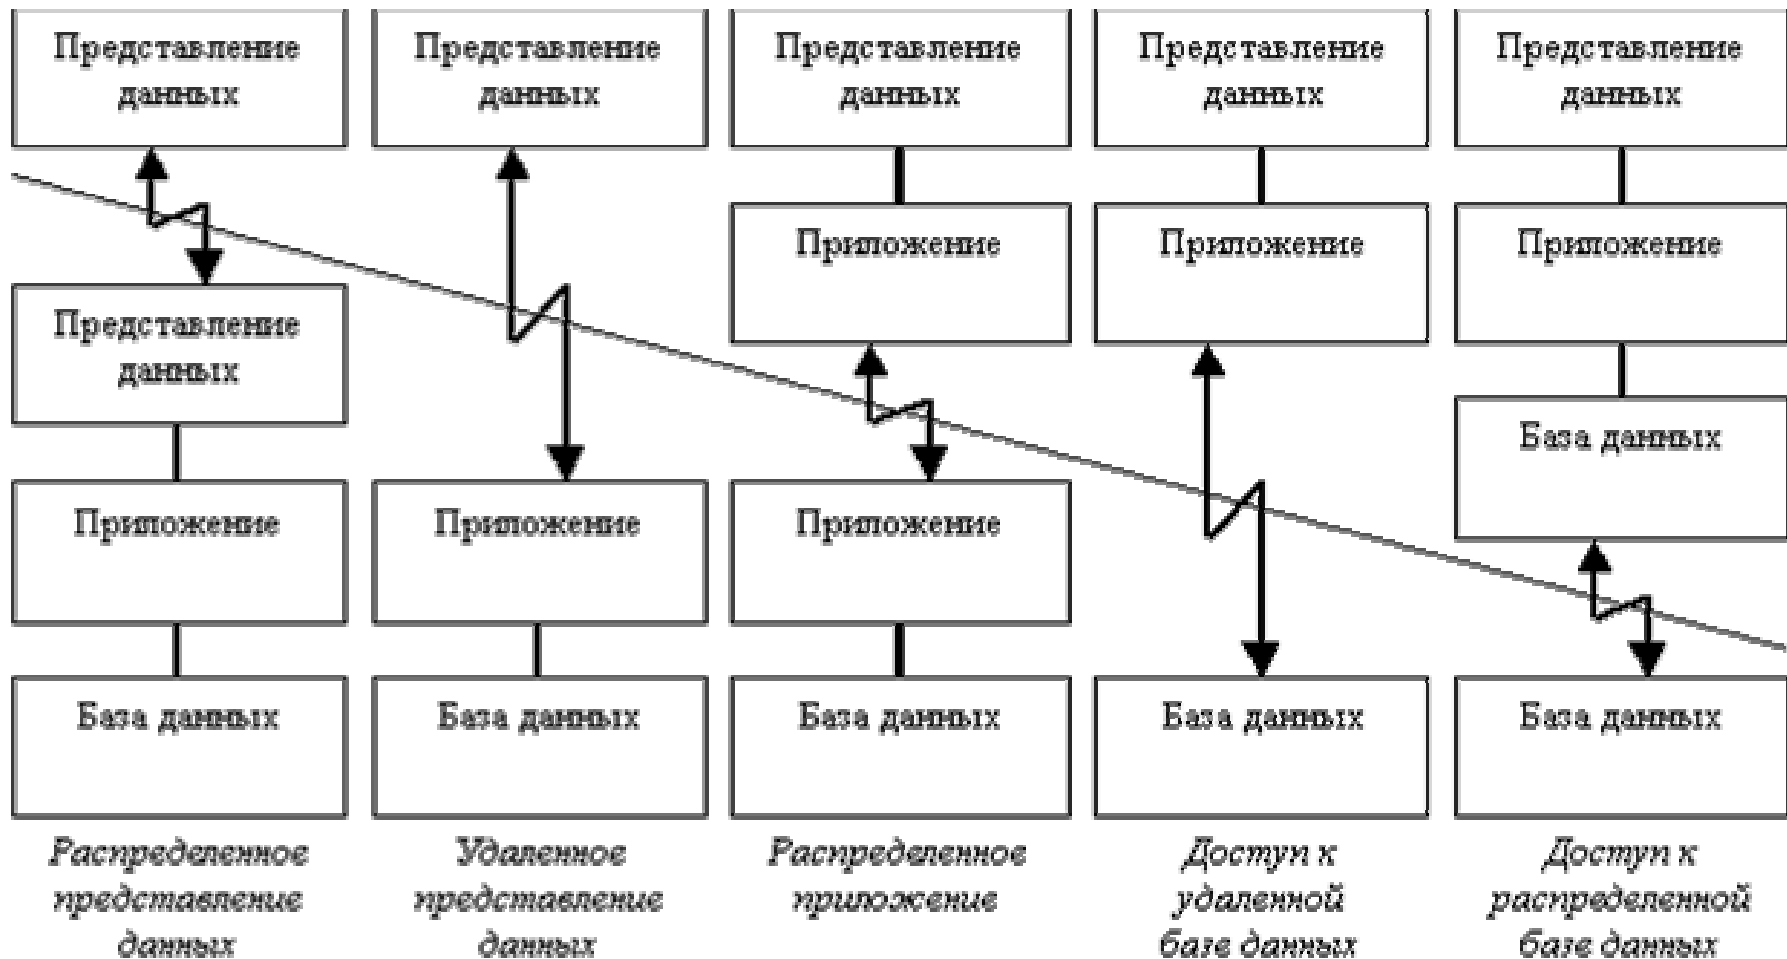 Представление
данных
Представление
данных
Представление
данных
Представление
данных
Представление
данных
Приложение
Приложение
Приложение
Представление
данных
База данных
Приложение
Приложение
Приложение
База данных
База данных
База данных
База данных
База данных
Распределенное
представление
данных
Удаленное
представление
данных
Распределенное
приложение
Доступ к
удаленной
базе данных
Доступ к
распределенной
базе данных